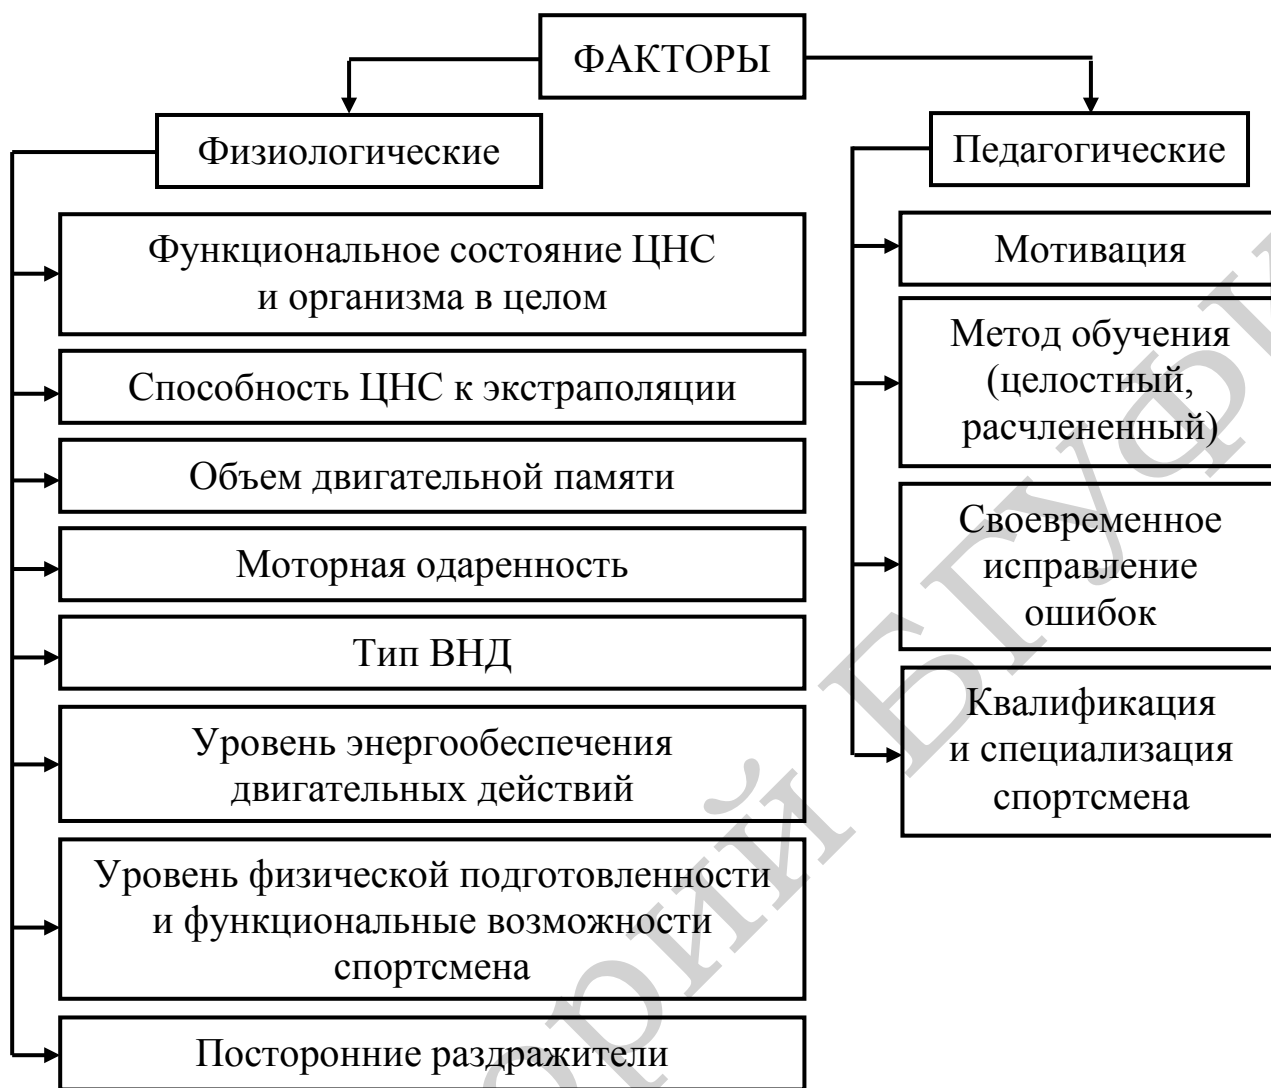 ФАКТОРЫ
Физиологические
Функциональное состояние ЦНС
и организма в целом
Способность ЦНС к экстраполяции
Объем двигательной памяти
Моторная одаренность
Тип ВНД
Уровень энергообеспечения
двигательных действий
Уровень физической подготовленности
и функциональные возможности
спортсмена
Посторонние раздражители
Педагогические
Мотивация
Метод обучения
(целостный,
расчлененный)
Своевременное
исправление
ошибок
Квалификация
и специализация
спортсмена